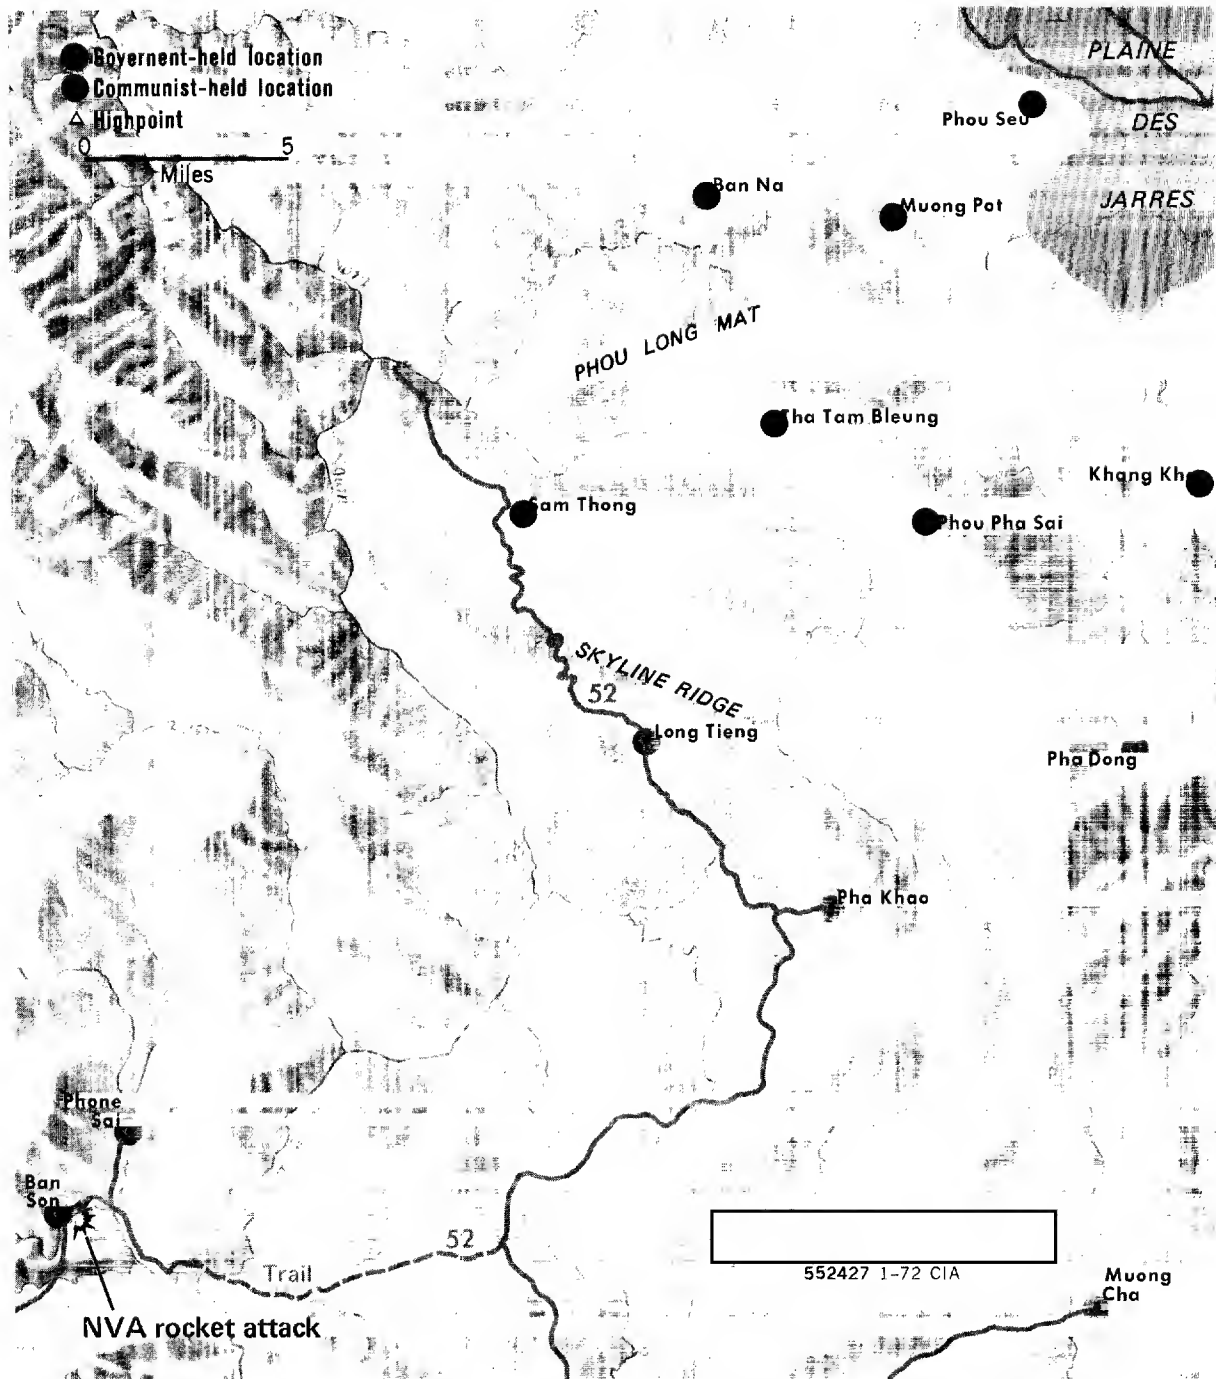 Government-held location
Communist-held location
Highpoint
0 5
Miles
PLAINE
DES
JARRES
Phou Seu
Ban Na
Muong Pot
PHOU LONG MAT
Tha Tam Bleung
Khang Kho
Sam Thong
Phou Pha Sai
SKYLINE RIDGE
52
Long Tieng
Pha Dong
Pha Khao
Phone
Sai
Ban
Son
52
Trail
552427 1-72 CIA
Muong
Cha
NVA rocket attack